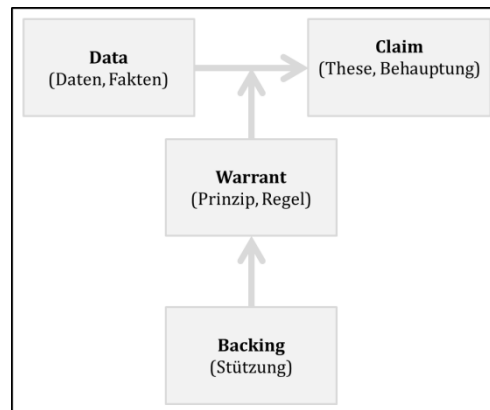 Data
(Daten, Fakten)
Claim
(These, Behauptung)
Warrant
(Prinzip, Regel)
Backing
(Stützung)